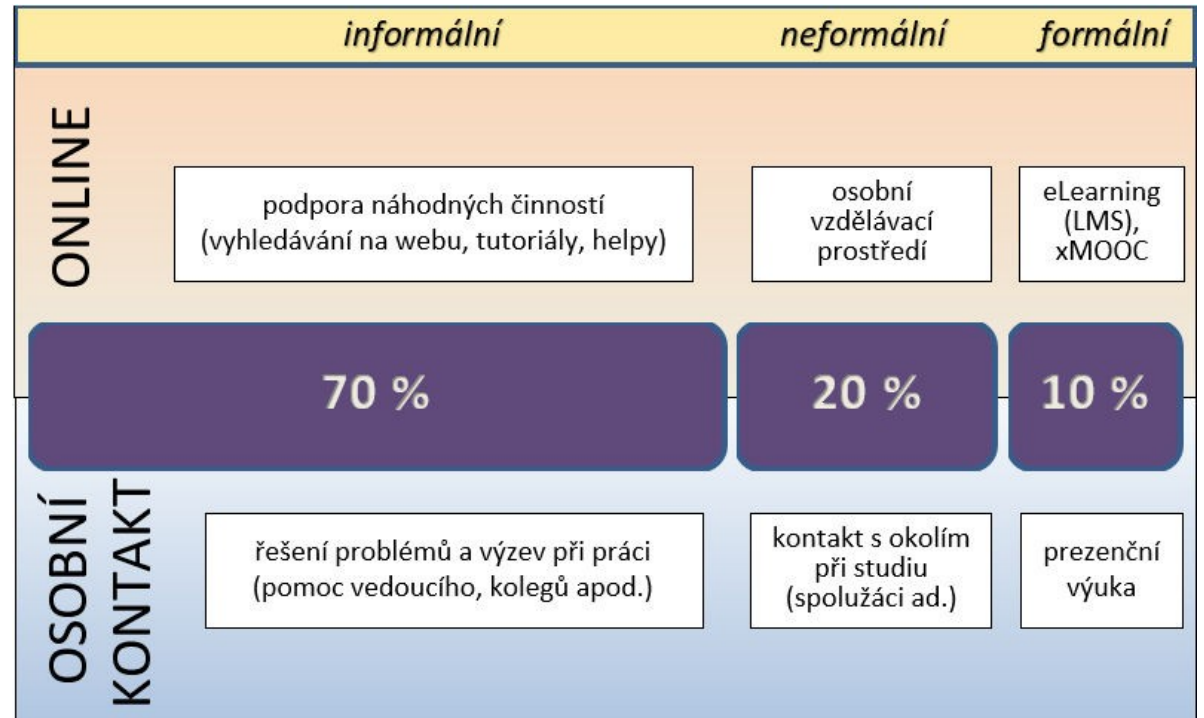 informální neformální formální
ONLINE
podpora náhodných činností
(vyhledávání na webu, tutoriály, helpy)
osobní
vzdělávací
prostředí
eLearning
(LMS),
xMOOC
70 % 20 % 10 %
OSOBNÍ
KONTAKT
řešení problémů a výzev při práci
(pomoc vedoucího, kolegů apod.)
kontakt s okolím
při studiu
(spolužáci ad.)
prezenční
výuka